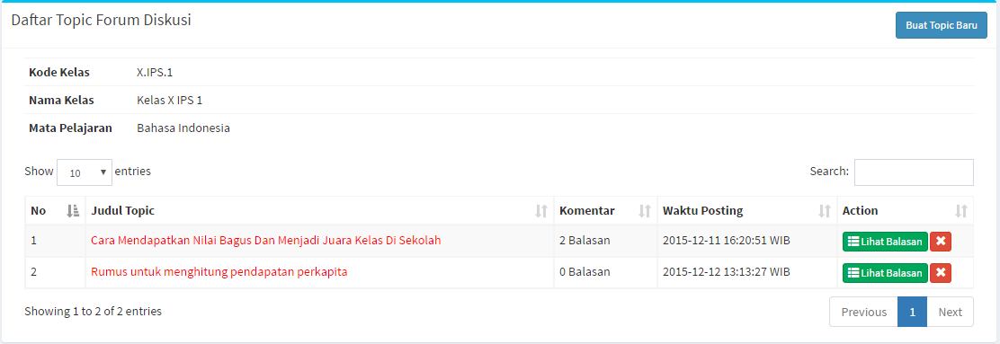 Daftar Topic Forum Diskusi
Buat Topic Baru
Kode Kelas X.IPS.1
Nama Kelas Kelas X IPS 1
Mata Pelajaran Bahasa Indonesia
Show 10 entries Search:
No Judul Topic Komentar Waktu Posting Action
1 Cara Mendapatkan Nilai Bagus Dan Menjadi Juara Kelas Di Sekolah 2 Balasan 2015-12-11 16:20:51 WIB Lihat Balasan
2 Rumus untuk menghitung pendapatan perkapita 0 Balasan 2015-12-12 13:13:27 WIB Lihat Balasan
Showing 1 to 2 of 2 entries Previous 1 Next